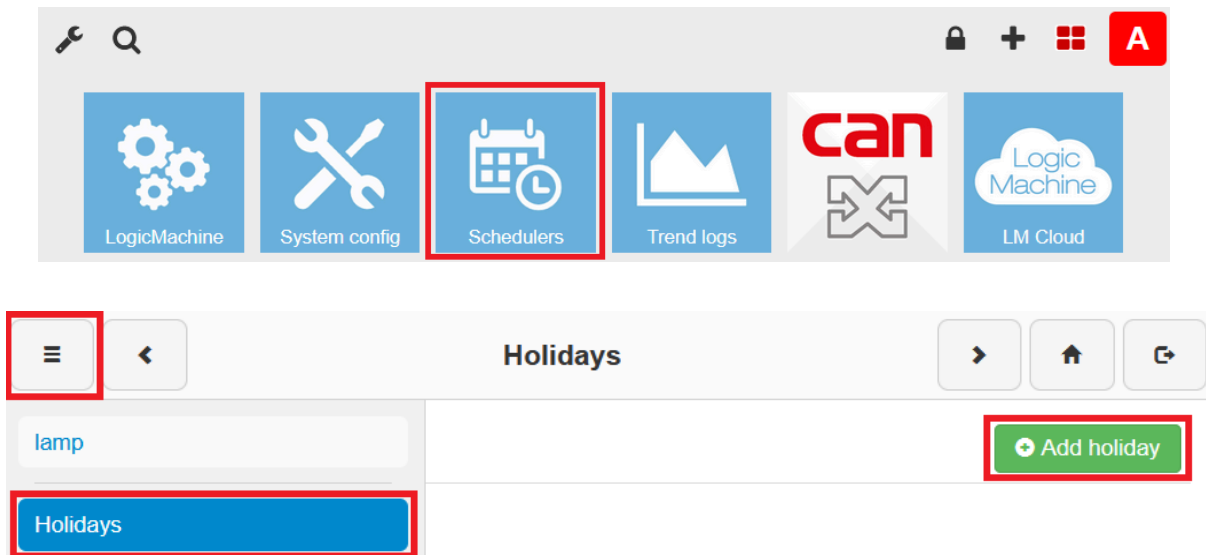 A
can
Logic
Machine
LogicMachine
System config
Schedulers
Trend logs
LM Cloud
Holidays
lamp
Add holiday
Holidays